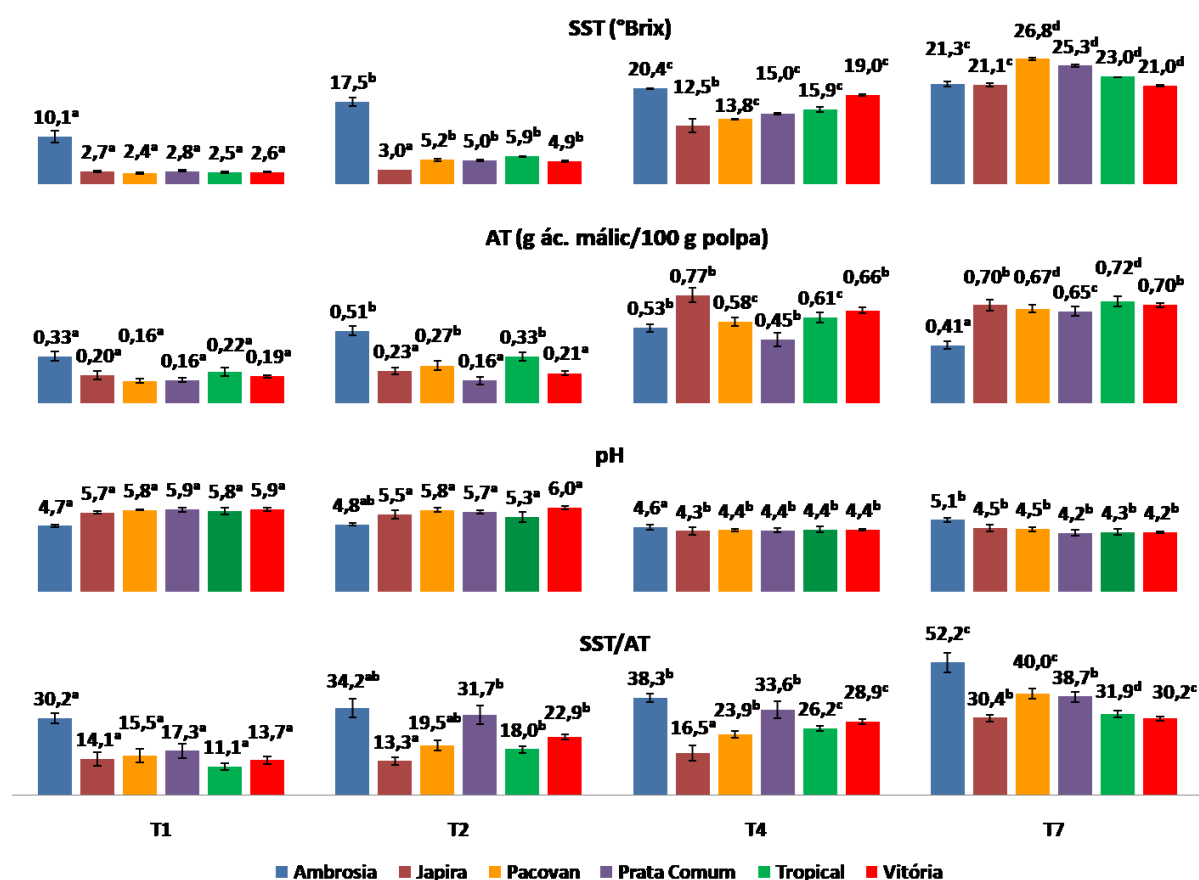 SST (°Brix)
10,1ª 2,7ª 2,4ª 2,8ª 2,5ª 2,6ª 17,5ᵇ 3,0ª 5,2ᵇ 5,0ᵇ 5,9ᵇ 4,9ᵇ 20,4ᶜ 12,5ᵇ 13,8ᶜ 15,0ᶜ 15,9ᶜ 19,0ᶜ 21,3ᶜ 21,1ᶜ 26,8ᵈ 25,3ᵈ 23,0ᵈ 21,0ᵈ
AT (g ác. málic/100 g polpa)
0,33ª 0,20ª 0,16ª 0,16ª 0,22ª 0,19ª 0,51ᵇ 0,23ª 0,27ᵇ 0,16ª 0,33ᵇ 0,21ª 0,53ᵇ 0,77ᵇ 0,58ᶜ 0,45ᵇ 0,61ᶜ 0,66ᵇ 0,41ª 0,70ᵇ 0,67ᵈ 0,65ᶜ 0,72ᵈ 0,70ᵇ
pH
4,7ª 5,7ª 5,8ª 5,9ª 5,8ª 5,9ª 4,8ªᵇ 5,5ª 5,8ª 5,7ª 5,3ª 6,0ª 4,6ª 4,3ᵇ 4,4ᵇ 4,4ᵇ 4,4ᵇ 4,4ᵇ 5,1ᵇ 4,5ᵇ 4,5ᵇ 4,2ᵇ 4,3ᵇ 4,2ᵇ
SST/AT
30,2ª 14,1ª 15,5ª 17,3ª 11,1ª 13,7ª 34,2ªᵇ 13,3ª 19,5ªᵇ 31,7ᵇ 18,0ᵇ 22,9ᵇ 38,3ᵇ 16,5ª 23,9ᵇ 33,6ᵇ 26,2ᶜ 28,9ᶜ 52,2ᶜ 30,4ᵇ 40,0ᶜ 38,7ᵇ 31,9ᵈ 30,2ᶜ
T1 T2 T4 T7
Ambrosia Japira Pacovan Prata Comum Tropical Vitória